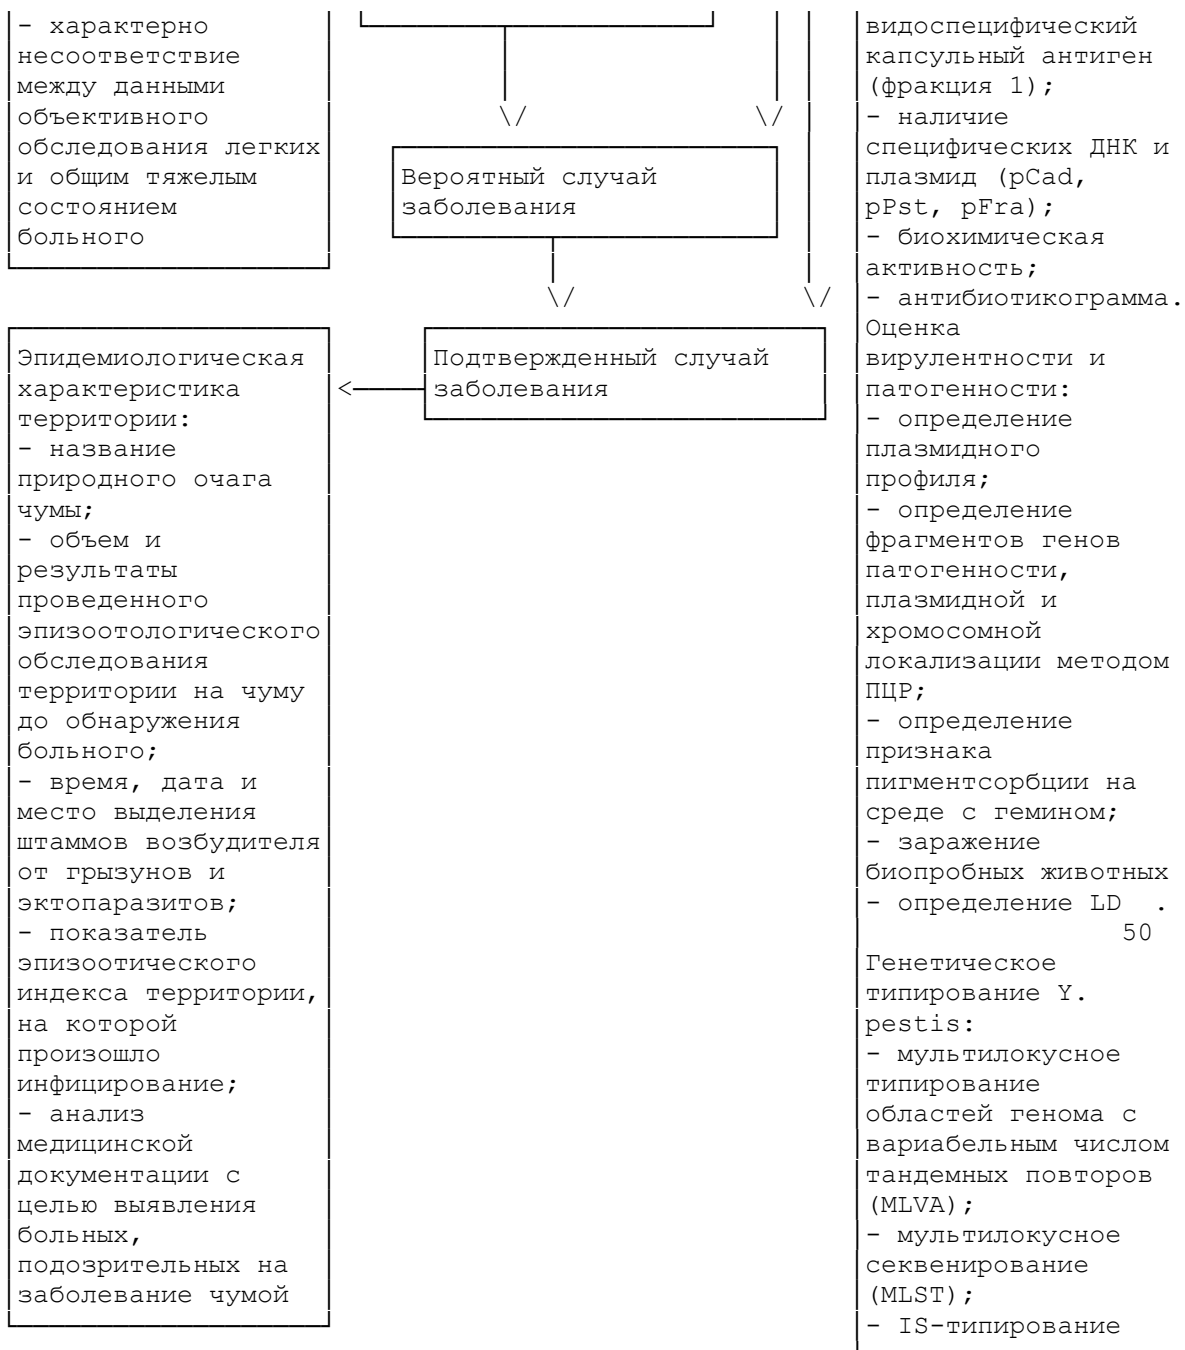 - характерно
несоответствие
между данными
объективного
обследования легких
и общим тяжелым
состоянием
больного
Вероятный случай
заболевания
Подтвержденный случай
заболевания
Эпидемиологическая
характеристика
территории:
- название
природного очага
чумы;
- объем и
результаты
проведенного
эпизоотологического
обследования
территории на чуму
до обнаружения
больного;
- время, дата и
место выделения
штаммов возбудителя
от грызунов и
эктопаразитов;
- показатель
эпизоотического
индекса территории,
на которой
произошло
инфицирование;
- анализ
медицинской
документации с
целью выявления
больных,
подозрительных на
заболевание чумой
видоспецифический
капсульный антиген
(фракция 1);
- наличие
специфических ДНК и
плазмид (pCad,
pPst, pFra);
- биохимическая
активность;
- антибиотикограмма.
Оценка
вирулентности и
патогенности:
- определение
плазмидного
профиля;
- определение
фрагментов генов
патогенности,
плазмидной и
хромосомной
локализации методом
ПЦР;
- определение
признака
пигментсорбции на
среде с гемином;
- заражение
биопробных животных
- определение LD .
50
Генетическое
типирование Y.
pestis:
- мультилокусное
типирование
областей генома с
вариабельным числом
тандемных повторов
(MLVA);
- мультилокусное
секвенирование
(MLST);
- IS-типирование